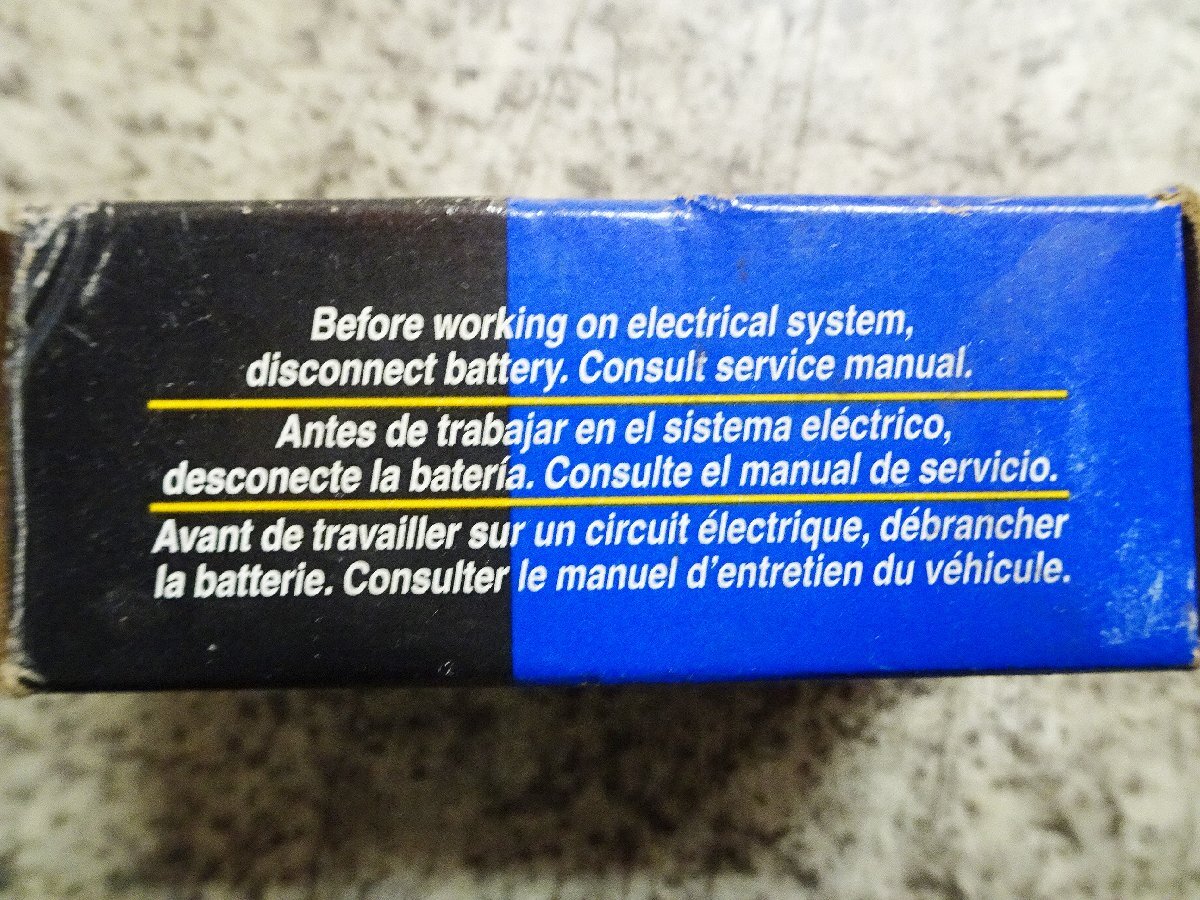 Before working on electrical system,
disconnect battery. Consult service manual.
Antes de trabajar en el sistema eléctrico,
desconecte la batería. Consulte el manual de servicio.
Avant de travailler sur un circuit électrique, débrancher
la batterie. Consulter le manuel d'entretien du véhicule.